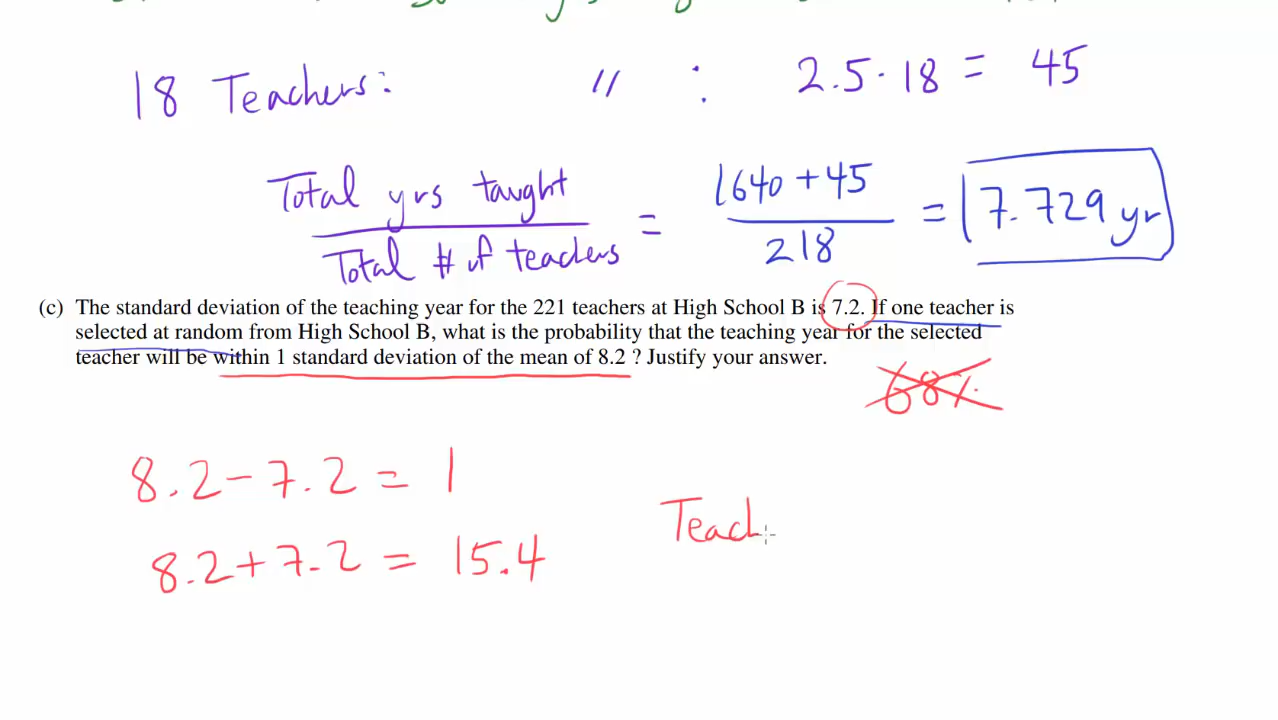 18 Teachers: " : 2.5 · 18 = 45
Total yrs taught
Total # of teachers
=
1640 + 45
218
= 7.729 yr
(c) The standard deviation of the teaching year for the 221 teachers at High School B is 7.2. If one teacher is
selected at random from High School B, what is the probability that the teaching year for the selected
teacher will be within 1 standard deviation of the mean of 8.2 ? Justify your answer.
68%
8.2 - 7.2 = 1
8.2 + 7.2 = 15.4
Teach